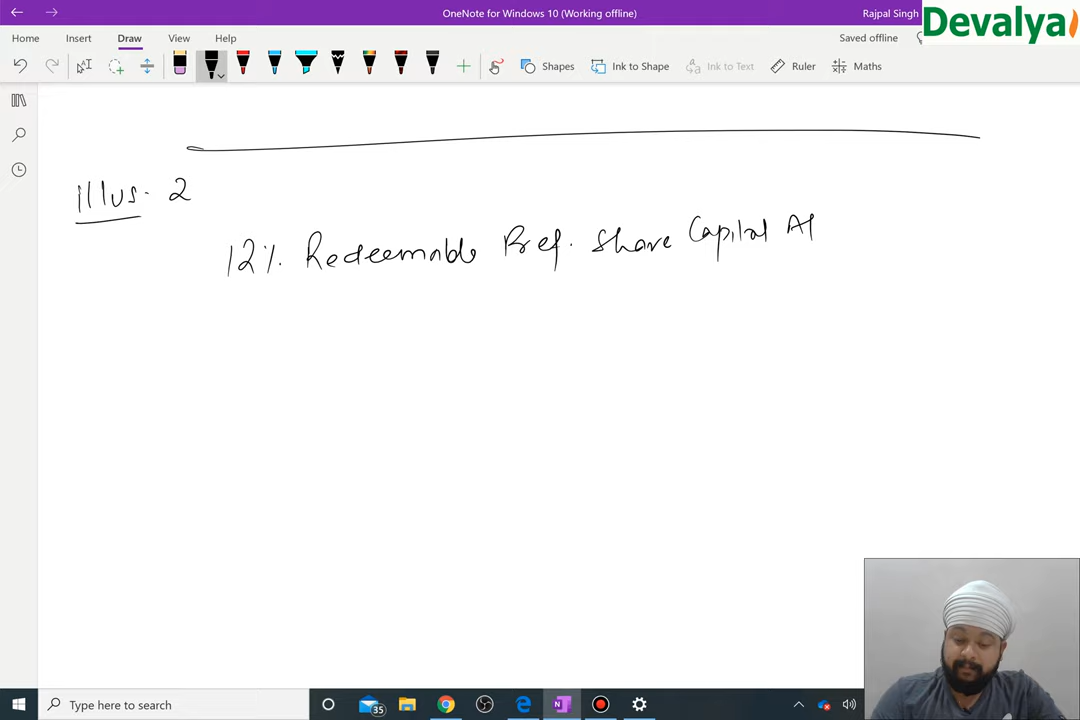 OneNote for Windows 10 (Working offline)
Rajpal Singh
Devalya
Home Insert Draw View Help
Saved offline
Shapes Ink to Shape Ink to Text Ruler Maths
Illus. 2
12% Redeemable Pref. Share Capital A/
35
Type here to search